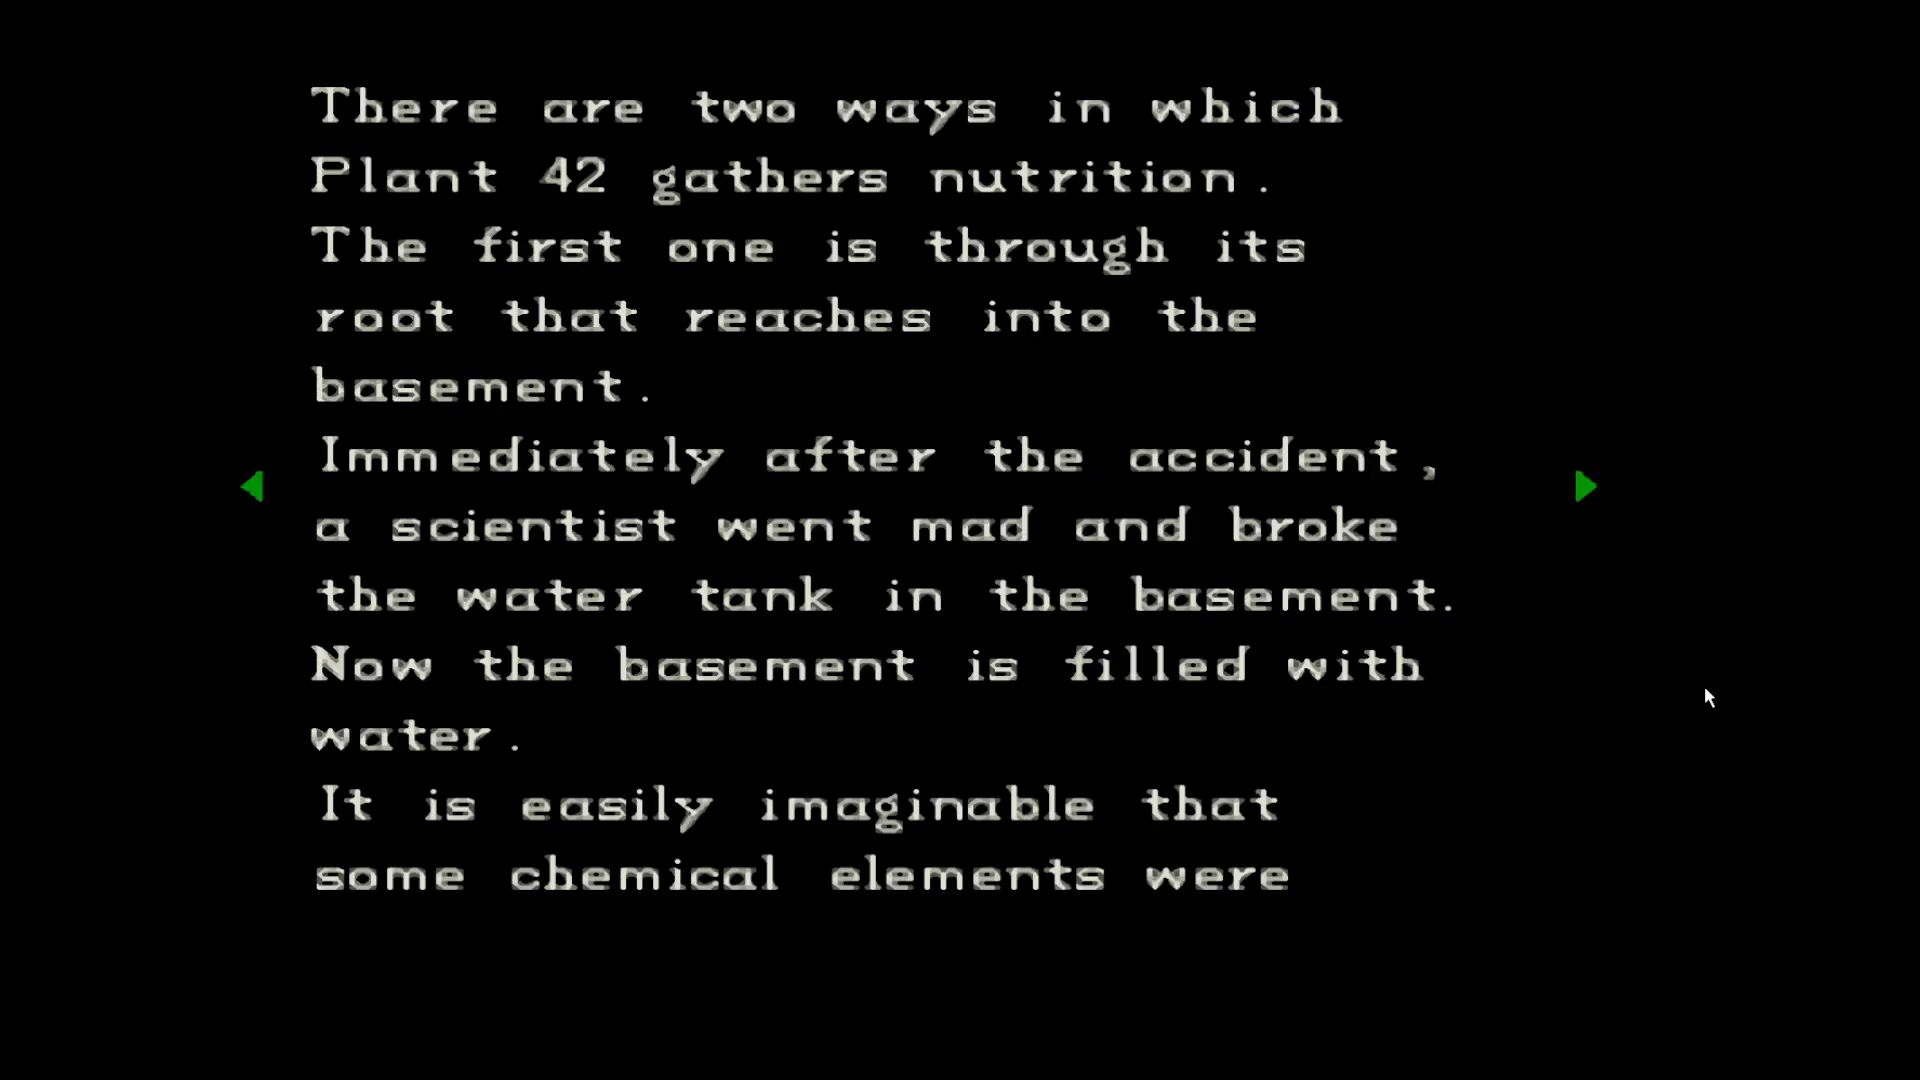 There are two ways in which
Plant 42 gathers nutrition.
The first one is through its
root that reaches into the
basement.
Immediately after the accident,
a scientist went mad and broke
the water tank in the basement.
Now the basement is filled with
water.
It is easily imaginable that
some chemical elements were